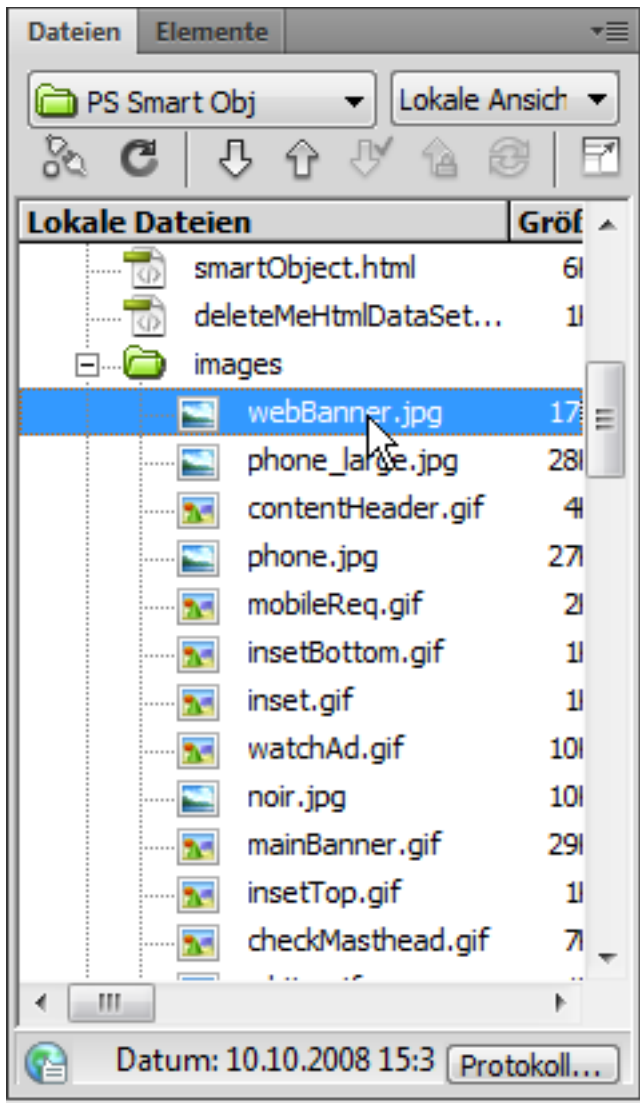 Dateien Elemente
PS Smart Obj Lokale Ansich
Lokale Dateien Größ
smartObject.html 6
deleteMeHtmlDataSet... 1
images
webBanner.jpg 17
phone_large.jpg 28
contentHeader.gif 4
phone.jpg 27
mobileReq.gif 2
insetBottom.gif 1
inset.gif 1
watchAd.gif 10
noir.jpg 10
mainBanner.gif 29
insetTop.gif 1
checkMasthead.gif 7
Datum: 10.10.2008 15:3 Protokoll...